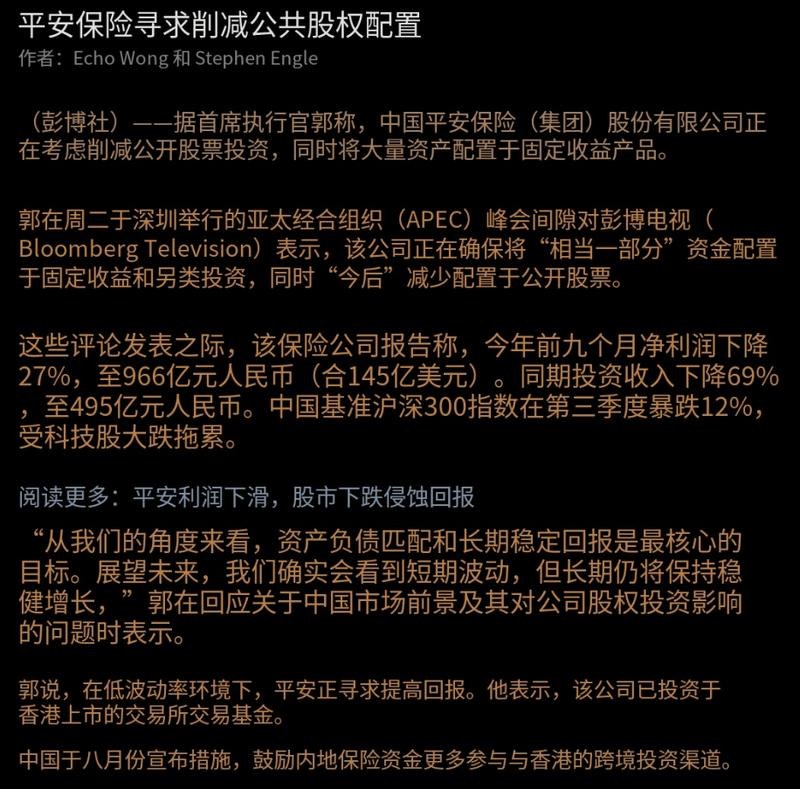 平安保险寻求削减公共股权配置
作者：Echo Wong 和 Stephen Engle
（彭博社）——据首席执行官郭称，中国平安保险（集团）股份有限公司正
在考虑削减公开股票投资，同时将大量资产配置于固定收益产品。
郭在周二于深圳举行的亚太经合组织（APEC）峰会间隙对彭博电视（
Bloomberg Television）表示，该公司正在确保将“相当一部分”资金配置
于固定收益和另类投资，同时“今后”减少配置于公开股票。
这些评论发表之际，该保险公司报告称，今年前九个月净利润下降
27%，至966亿元人民币（合145亿美元）。同期投资收入下降69%
，至495亿元人民币。中国基准沪深300指数在第三季度暴跌12%，
受科技股大跌拖累。
阅读更多：平安利润下滑，股市下跌侵蚀回报
“从我们的角度来看，资产负债匹配和长期稳定回报是最核心的
目标。展望未来，我们确实会看到短期波动，但长期仍将保持稳
健增长，”郭在回应关于中国市场前景及其对公司股权投资影响
的问题时表示。
郭说，在低波动率环境下，平安正寻求提高回报。他表示，该公司已投资于
香港上市的交易所交易基金。
中国于八月份宣布措施，鼓励内地保险资金更多参与与香港的跨境投资渠道。